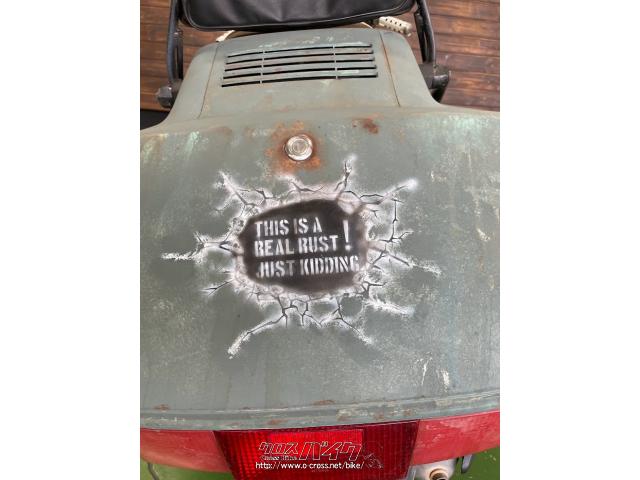 THIS IS A
REAL RUST !
JUST KIDDING
クロスバイク
http://www.o-cross.net/bike/